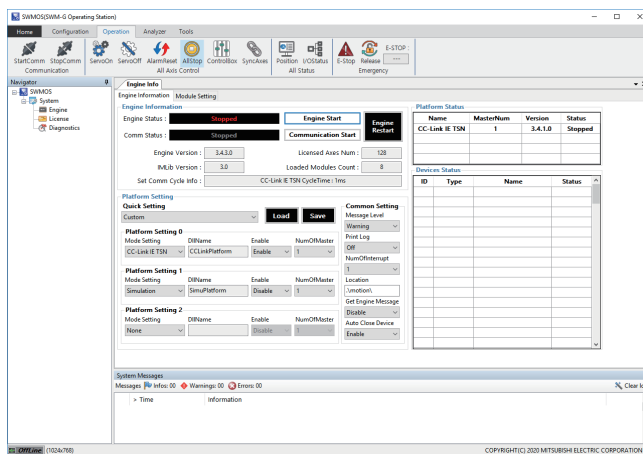 SWMOS(SWM-G Operating Station)
Home Configuration Operation Analyzer Tools
StartComm StopComm ServoOn ServoOff AlarmReset AllStop ControlBox SyncAxes Position I/OStatus E-Stop Release E-STOP : ----
Communication All Axis Control All Status Emergency
Navigator
SWMOS
System
Engine
License
Diagnostics
Engine Info
Engine Information Module Setting
Engine Information
Engine Status : Stopped Engine Start
Comm Status : Stopped Communication Start
Engine Restart
Engine Version : 3.4.3.0 Licensed Axes Num : 128
IMLib Version : 3.0 Loaded Modules Count : 8
Set Comm Cycle Info : CC-Link IE TSN CycleTime : 1ms
Platform Setting
Quick Setting
Custom Load Save
Platform Setting 0
Mode Setting DllName Enable NumOfMaster
CC-Link IE TSN CCLinkPlatform Enable 1
Platform Setting 1
Mode Setting DllName Enable NumOfMaster
Simulation SimuPlatform Disable 1
Platform Setting 2
Mode Setting DllName Enable NumOfMaster
None Disable 1
Common Setting
Message Level
Warning
Print Log
Off
NumOfInterrupt
1
Location
.\motion\
Get Engine Message
Disable
Auto Close Device
Enable
Platform Status
Name MasterNum Version Status
CC-Link IE TSN 1 3.4.1.0 Stopped
Devices Status
ID Type Name Status
System Messages
Messages Infos: 00 Warnings: 00 Errors: 00 Clear
> Time Information
OffLine (1024x768) COPYRIGHT(C) 2020 MITSUBISHI ELECTRIC CORPORATION